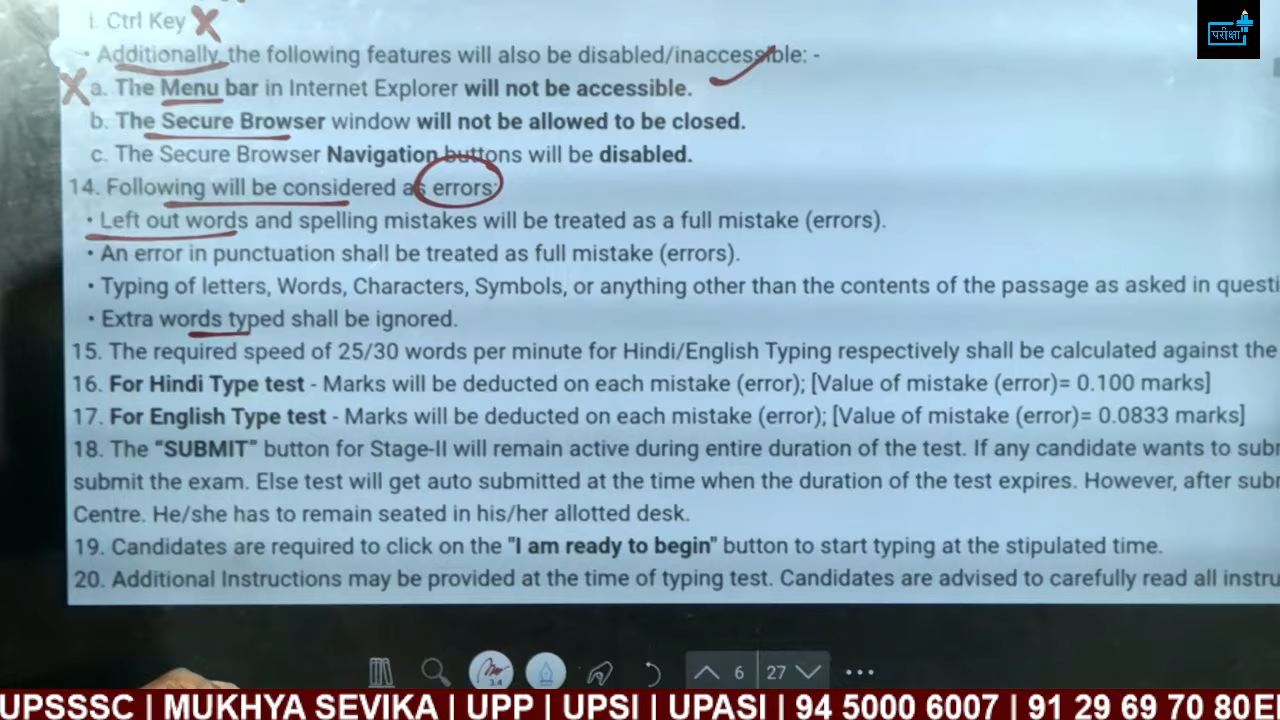 परीक्षा
i. Ctrl Key
• Additionally the following features will also be disabled/inaccessible: -
a. The Menu bar in Internet Explorer will not be accessible.
b. The Secure Browser window will not be allowed to be closed.
c. The Secure Browser Navigation buttons will be disabled.
14. Following will be considered as errors:
• Left out words and spelling mistakes will be treated as a full mistake (errors).
• An error in punctuation shall be treated as full mistake (errors).
• Typing of letters, Words, Characters, Symbols, or anything other than the contents of the passage as asked in questi
• Extra words typed shall be ignored.
15. The required speed of 25/30 words per minute for Hindi/English Typing respectively shall be calculated against the
16. For Hindi Type test - Marks will be deducted on each mistake (error); [Value of mistake (error)= 0.100 marks]
17. For English Type test - Marks will be deducted on each mistake (error); [Value of mistake (error)= 0.0833 marks]
18. The “SUBMIT” button for Stage-II will remain active during entire duration of the test. If any candidate wants to subr
submit the exam. Else test will get auto submitted at the time when the duration of the test expires. However, after subr
Centre. He/she has to remain seated in his/her allotted desk.
19. Candidates are required to click on the "I am ready to begin" button to start typing at the stipulated time.
20. Additional Instructions may be provided at the time of typing test. Candidates are advised to carefully read all instru
3.4 6 27
UPSSSC | MUKHYA SEVIKA | UPP | UPSI | UPASI | 94 5000 6007 | 91 29 69 70 80E